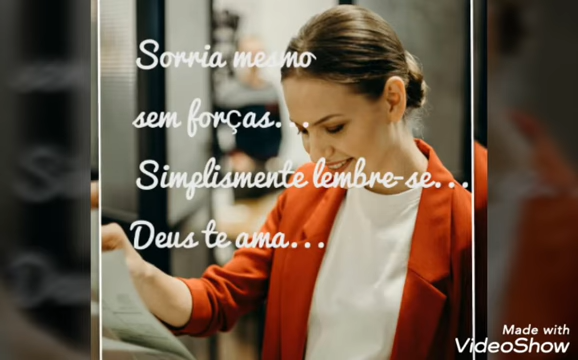 Sorria mesmo
sem forças...
Simplismente lembre-se...
Deus te ama...
Made with
VideoShow